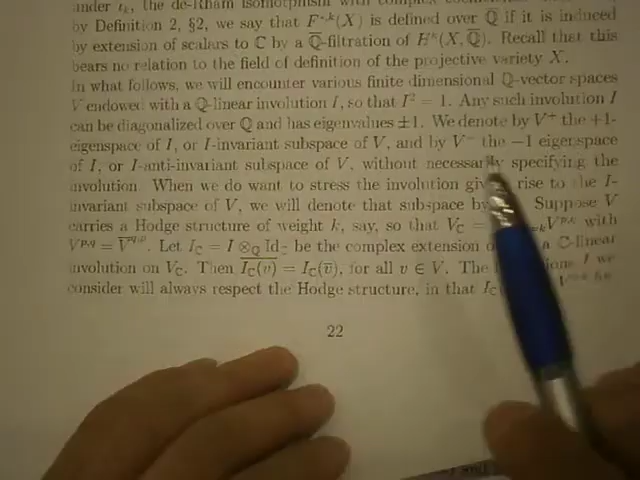 under ι_k, the de-Rham isomorphism with complex
by Definition 2, §2, we say that F^{·,k}(X) is defined over Q̅ if it is induced
by extension of scalars to ℂ by a Q̅-filtration of H^k(X, Q̅). Recall that this
bears no relation to the field of definition of the projective variety X.
In what follows, we will encounter various finite dimensional ℚ-vector spaces
V endowed with a ℚ-linear involution I, so that I² = 1. Any such involution I
can be diagonalized over ℚ and has eigenvalues ±1. We denote by V⁺ the +1-
eigenspace of I, or I-invariant subspace of V, and by V⁻ the −1 eigenspace
of I, or I-anti-invariant subspace of V, without necessarily specifying the
involution. When we do want to stress the involution rise to the I-
invariant subspace of V, we will denote that subspace by Suppose V
carries a Hodge structure of weight k, say, so that V_ℂ = V^{p,q} with
V^{p,q} = V̅^{q,p}. Let I_ℂ = I ⊗_ℚ Id be the complex extension a ℂ-linear
involution on V_ℂ. Then \overline{I_ℂ(v)} = I_ℂ(v̅), for all v ∈ V. The I we
consider will always respect the Hodge structure, in that I_ℂ
22